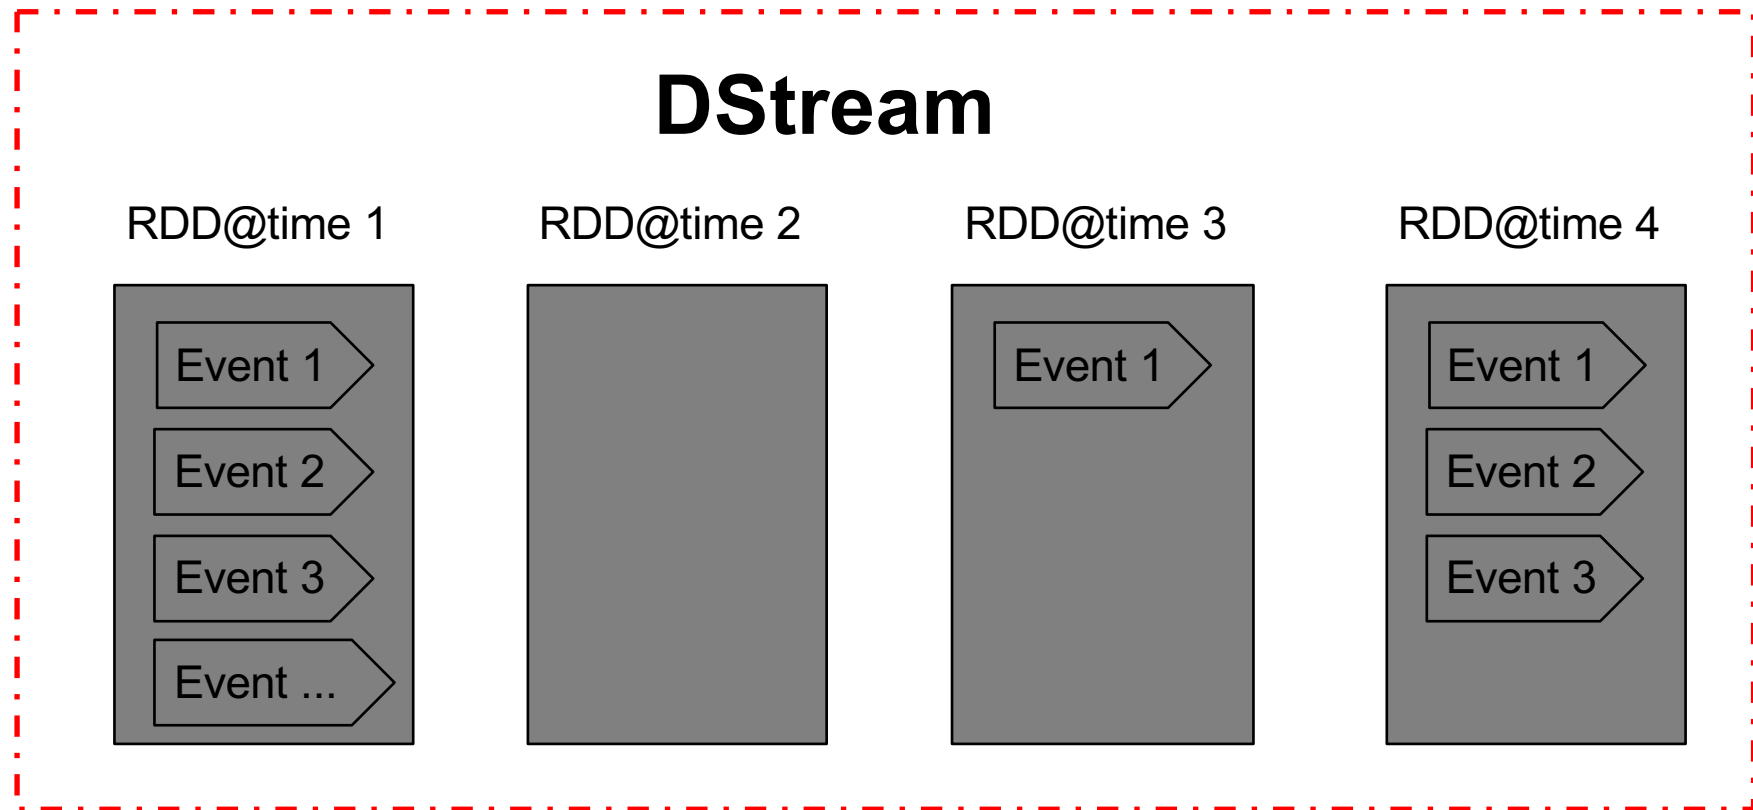 DStream
RDD@time 1
RDD@time 2
RDD@time 3
RDD@time 4
Event 1
Event 2
Event 3
Event ...
Event 1
Event 1
Event 2
Event 3